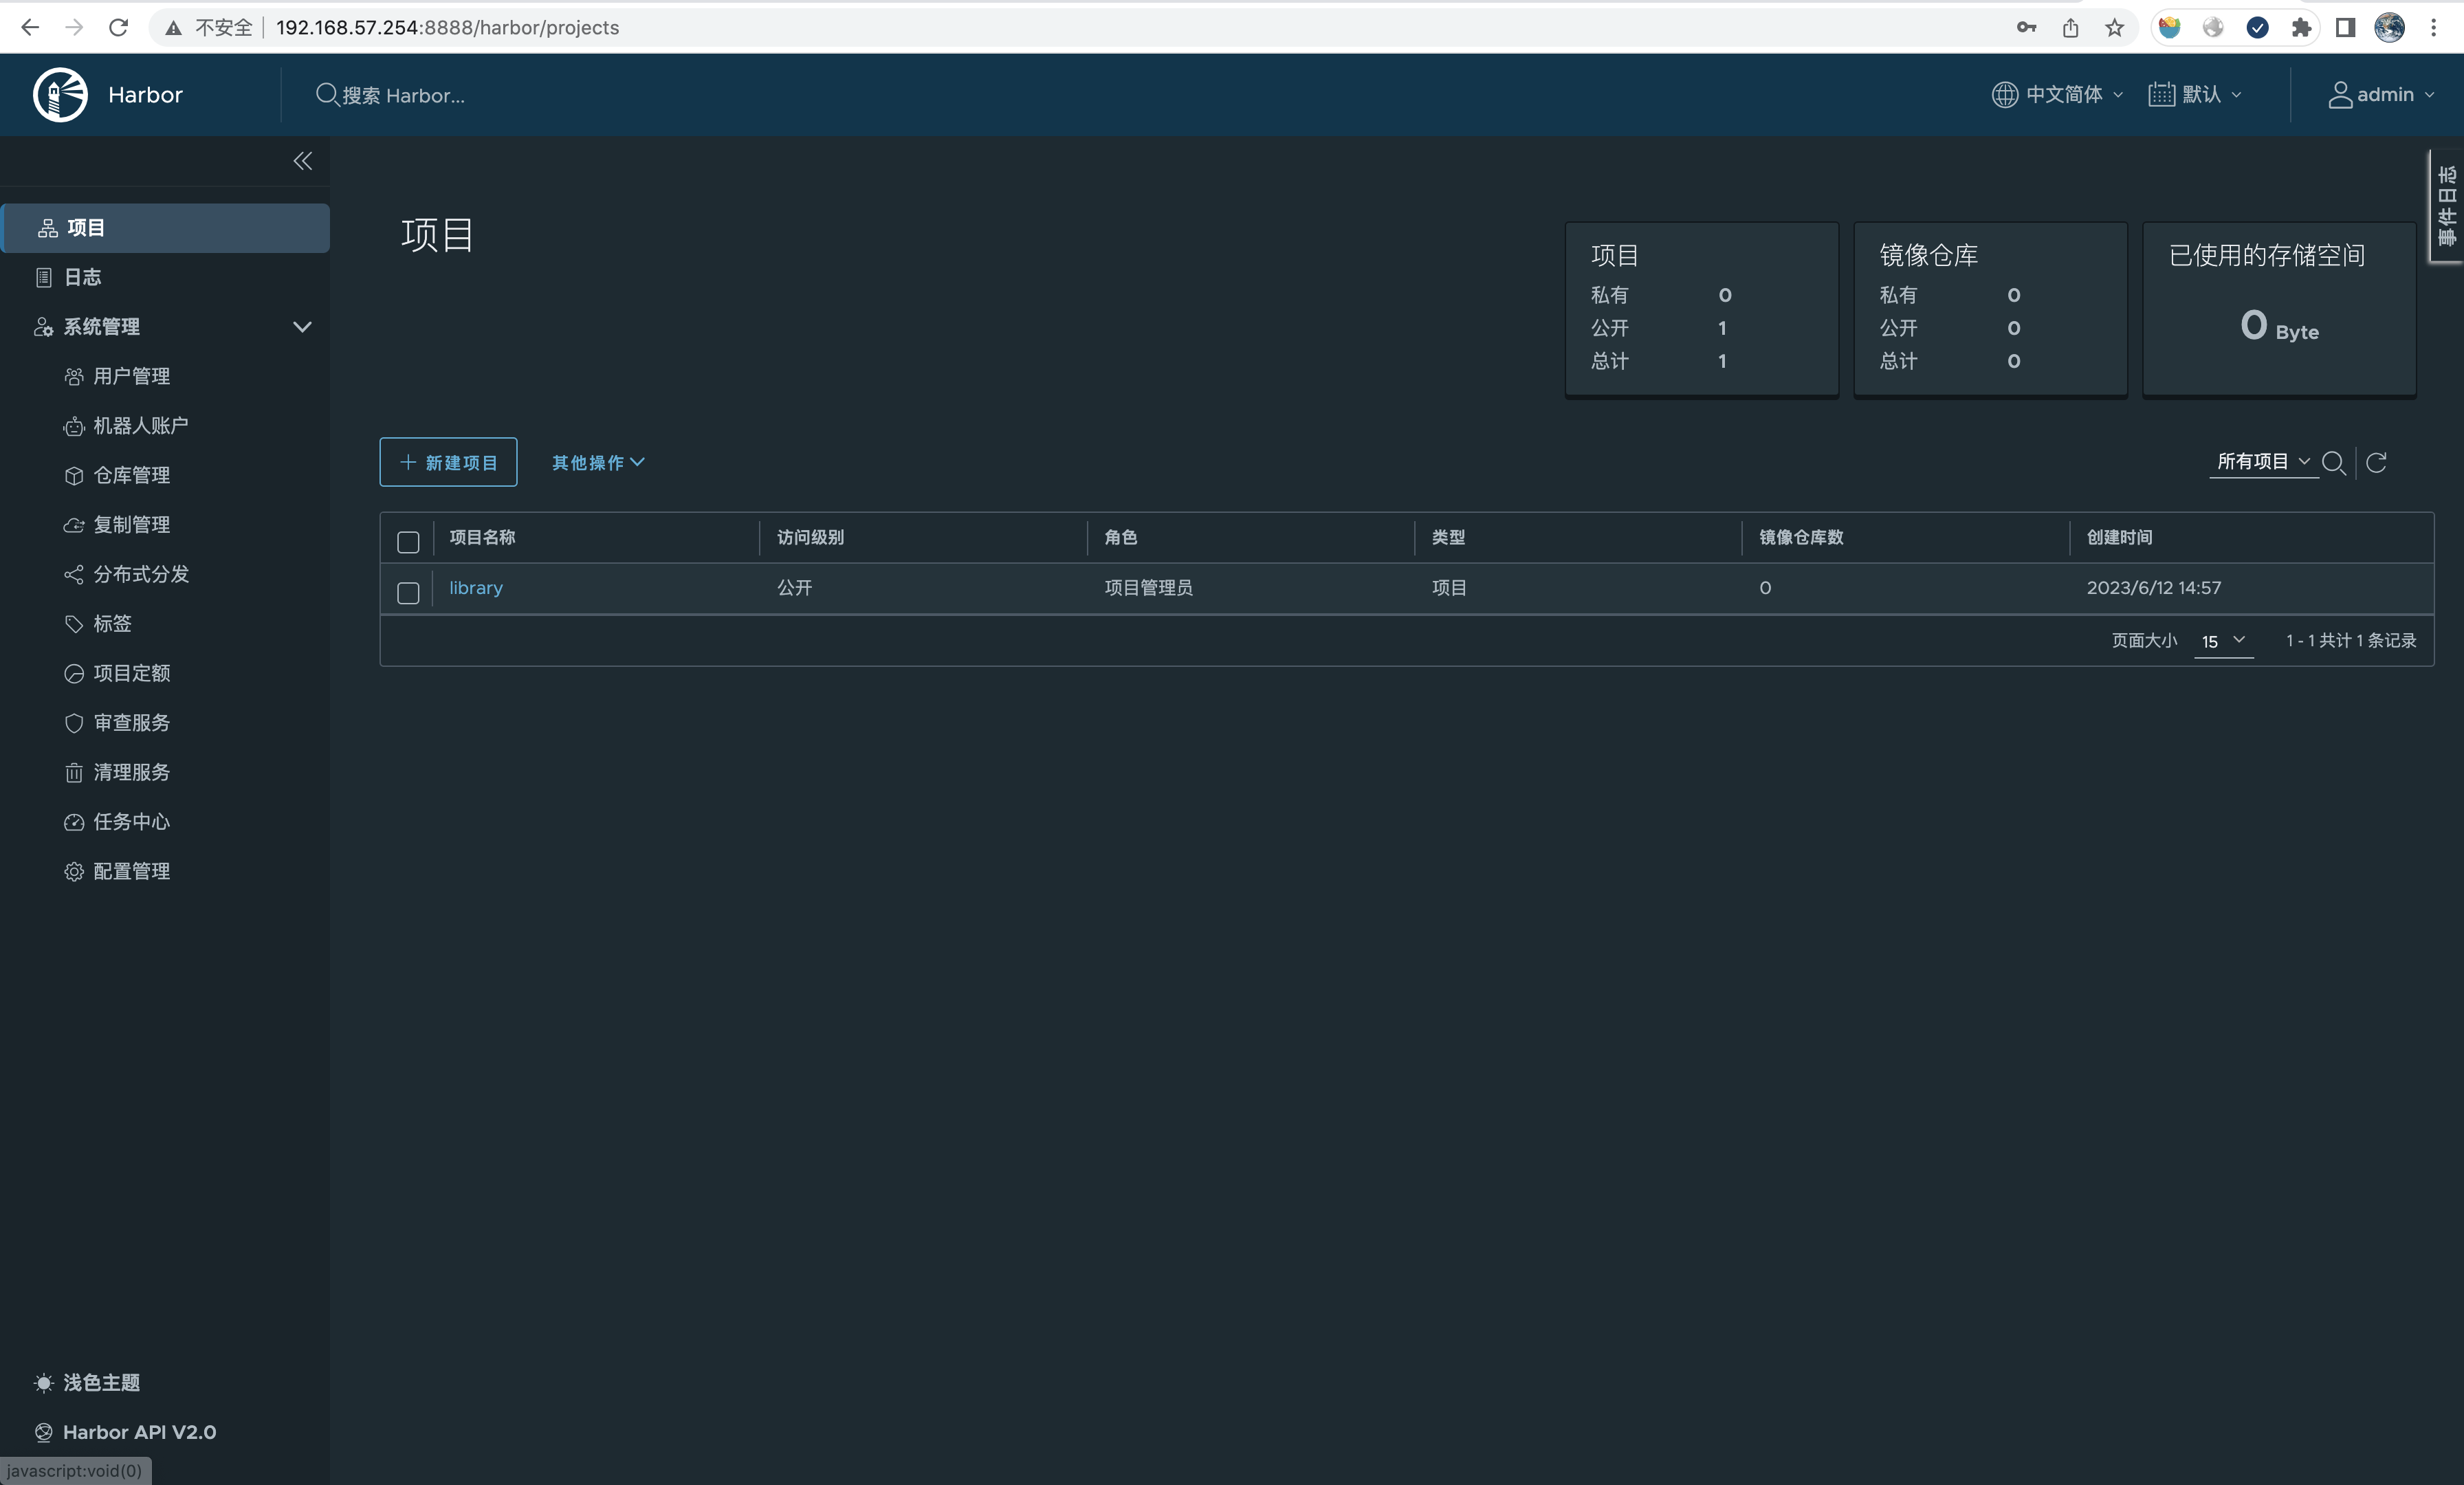 不安全 192.168.57.254:8888/harbor/projects
Harbor 搜索 Harbor... 中文简体 默认 admin
事件日志
项目
日志
系统管理
用户管理
机器人账户
仓库管理
复制管理
分布式分发
标签
项目定额
审查服务
清理服务
任务中心
配置管理
浅色主题
Harbor API V2.0
javascript:void(0)
项目
项目
私有 0
公开 1
总计 1
镜像仓库
私有 0
公开 0
总计 0
已使用的存储空间
0 Byte
新建项目 其他操作 所有项目
项目名称 访问级别 角色 类型 镜像仓库数 创建时间
library 公开 项目管理员 项目 0 2023/6/12 14:57
页面大小 15 1 - 1 共计 1 条记录